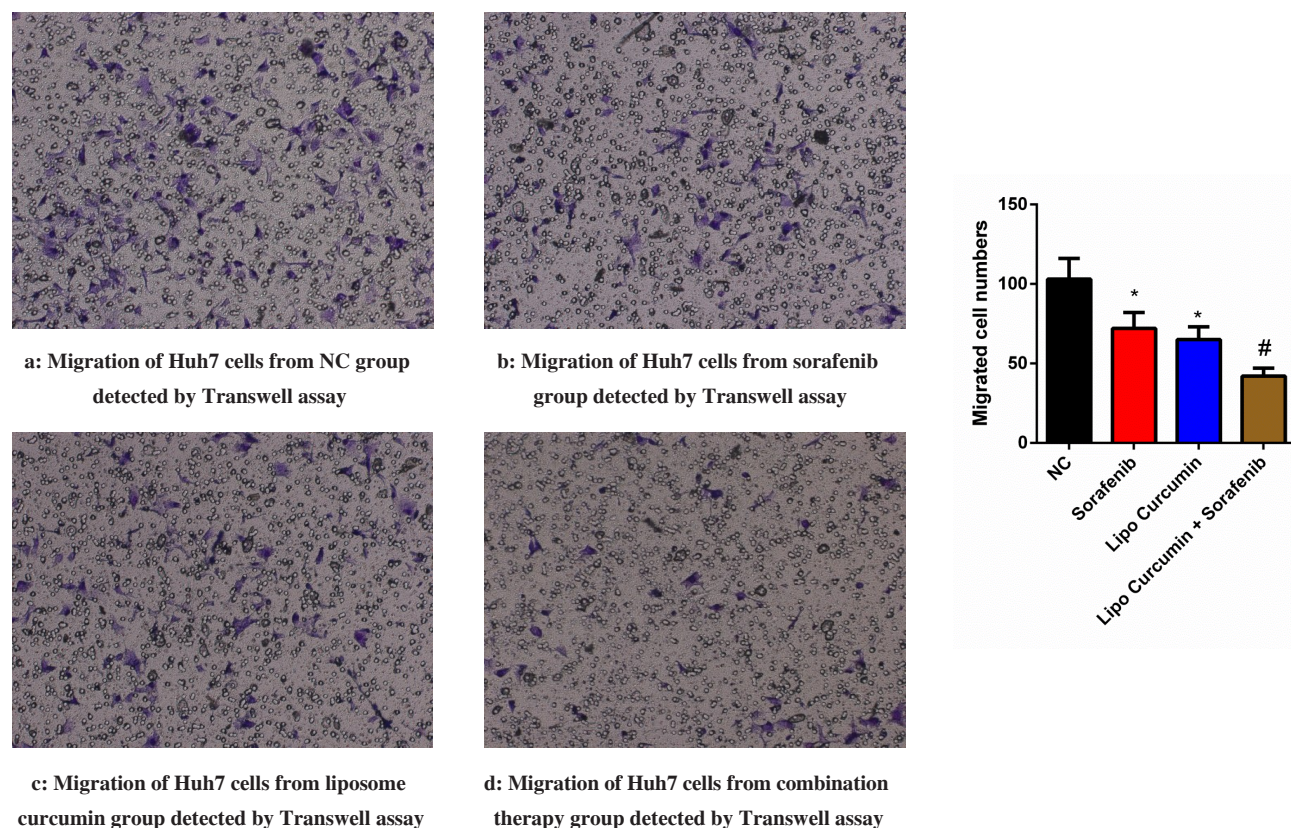 a: Migration of Huh7 cells from NC group
detected by Transwell assay
b: Migration of Huh7 cells from sorafenib
group detected by Transwell assay
c: Migration of Huh7 cells from liposome
curcumin group detected by Transwell assay
d: Migration of Huh7 cells from combination
therapy group detected by Transwell assay
Migrated cell numbers
150
100
50
0
*
*
#
NC
Sorafenib
Lipo Curcumin
Lipo Curcumin + Sorafenib